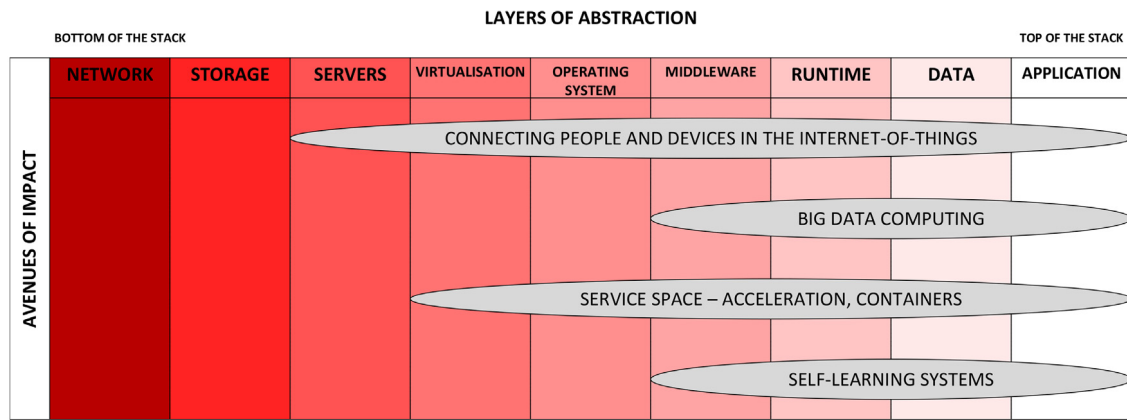 LAYERS OF ABSTRACTION
BOTTOM OF THE STACK
TOP OF THE STACK
NETWORK
STORAGE
SERVERS
VIRTUALISATION
OPERATING
SYSTEM
MIDDLEWARE
RUNTIME
DATA
APPLICATION
AVENUES OF IMPACT
CONNECTING PEOPLE AND DEVICES IN THE INTERNET-OF-THINGS
BIG DATA COMPUTING
SERVICE SPACE – ACCELERATION, CONTAINERS
SELF-LEARNING SYSTEMS